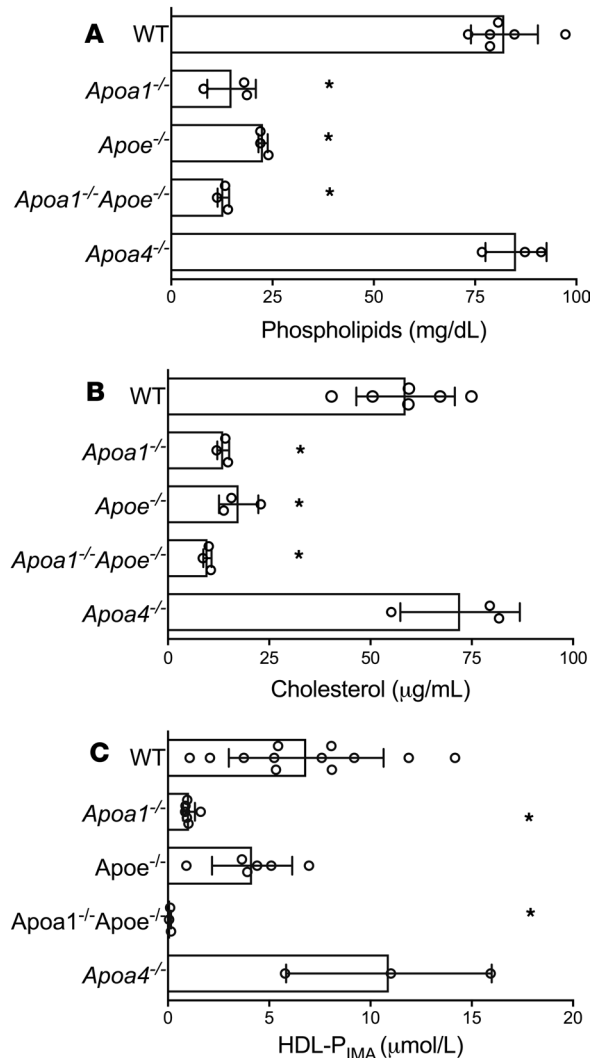 A
WT
Apoa1-/-
*
Apoe-/-
*
Apoa1-/-Apoe-/-
*
Apoa4-/-
0 25 50 75 100
Phospholipids (mg/dL)
B
WT
Apoa1-/-
*
Apoe-/-
*
Apoa1-/-Apoe-/-
*
Apoa4-/-
0 25 50 75 100
Cholesterol (μg/mL)
C
WT
Apoa1-/-
*
Apoe-/-
Apoa1-/-Apoe-/-
*
Apoa4-/-
0 5 10 15 20
HDL-PIMA (μmol/L)